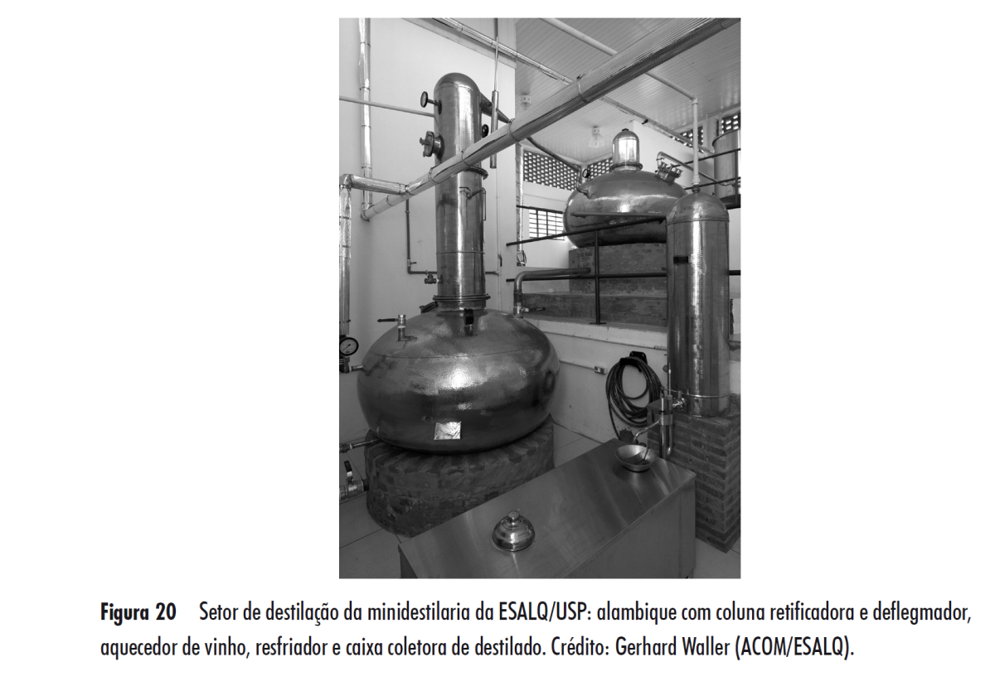 Figura 20 Setor de destilação da minidestilaria da ESALQ/USP: alambique com coluna retificadora e deflegmador,
aquecedor de vinho, resfriador e caixa coletora de destilado. Crédito: Gerhard Waller (ACOM/ESALQ).